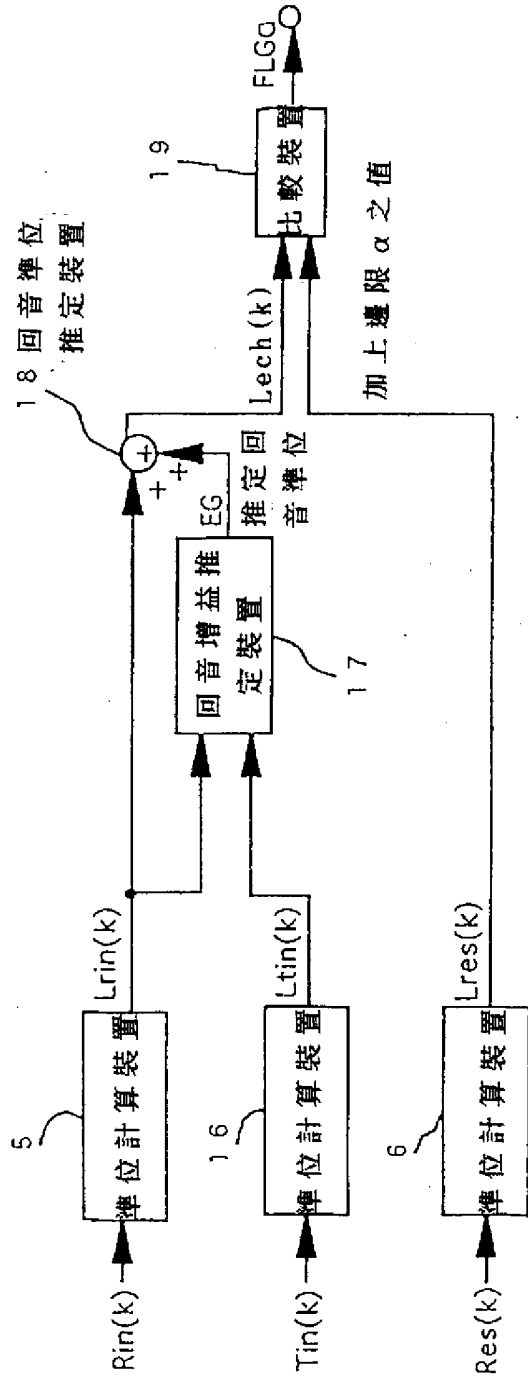 Rin(k)
5
準位計算裝置
Lrin(k)
18 回音準位
推定裝置
+
+
+
Tin(k)
16
準位計算裝置
Ltin(k)
回音增益推
定裝置
17
EG
推定回
音準位
Lech(k)
19
比較裝置
FLGa
Res(k)
6
準位計算裝置
Lres(k)
加上邊限α之值